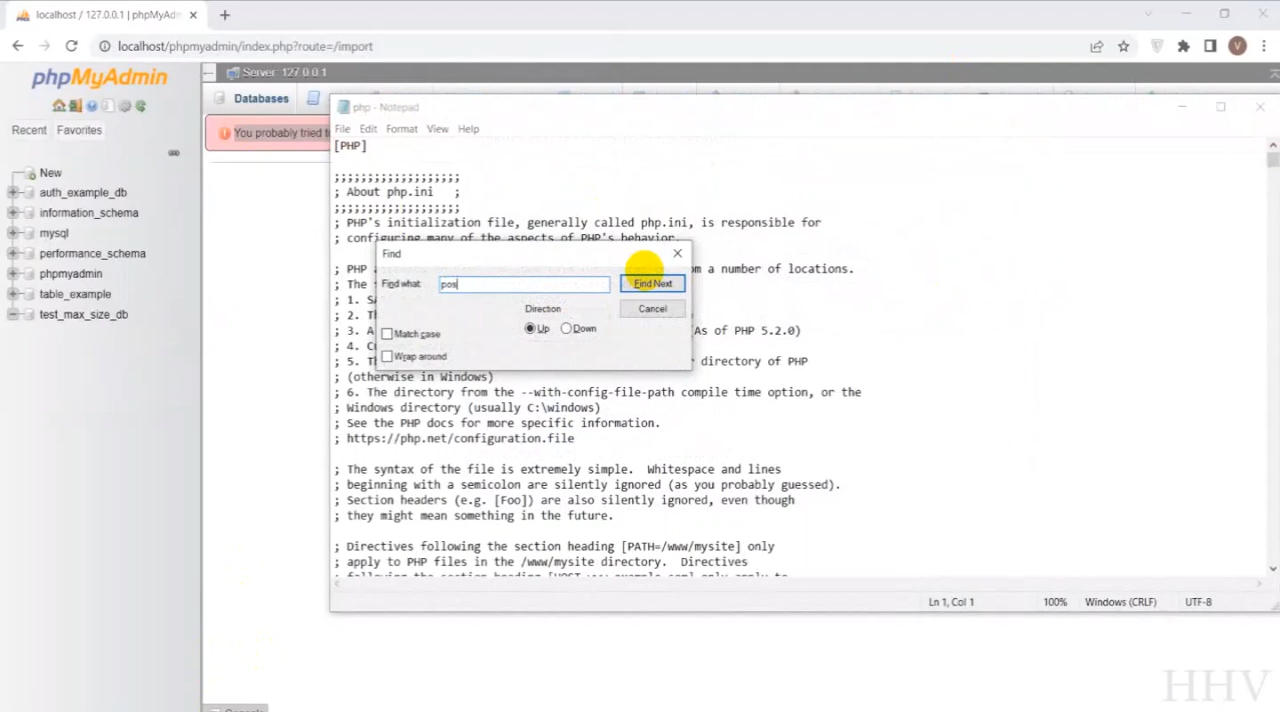 localhost / 127.0.0.1 | phpMyAdm
localhost/phpmyadmin/index.php?route=/import
V
phpMyAdmin
Recent
Favorites
New
auth_example_db
information_schema
mysql
performance_schema
phpmyadmin
table_example
test_max_size_db
Server: 127.0.0.1
Databases
You probably tried to
php - Notepad
File Edit Format View Help
[PHP]
;;;;;;;;;;;;;;;;;;;
; About php.ini   ;
;;;;;;;;;;;;;;;;;;;
; PHP's initialization file, generally called php.ini, is responsible for
; configuring many of the aspects of PHP's behavior.
; PHP a
om a number of locations.
; The
; 1. SA
; 2. Th
; 3. A
(As of PHP 5.2.0)
; 4. Cu
; 5. Th
r directory of PHP
; (otherwise in Windows)
; 6. The directory from the --with-config-file-path compile time option, or the
; Windows directory (usually C:\windows)
; See the PHP docs for more specific information.
; https://php.net/configuration.file
; The syntax of the file is extremely simple.  Whitespace and lines
; beginning with a semicolon are silently ignored (as you probably guessed).
; Section headers (e.g. [Foo]) are also silently ignored, even though
; they might mean something in the future.
; Directives following the section heading [PATH=/www/mysite] only
; apply to PHP files in the /www/mysite directory.  Directives
Find
Find what:
pos
Find Next
Cancel
Direction
Up
Down
Match case
Wrap around
Ln 1, Col 1
100%
Windows (CRLF)
UTF-8
HHV